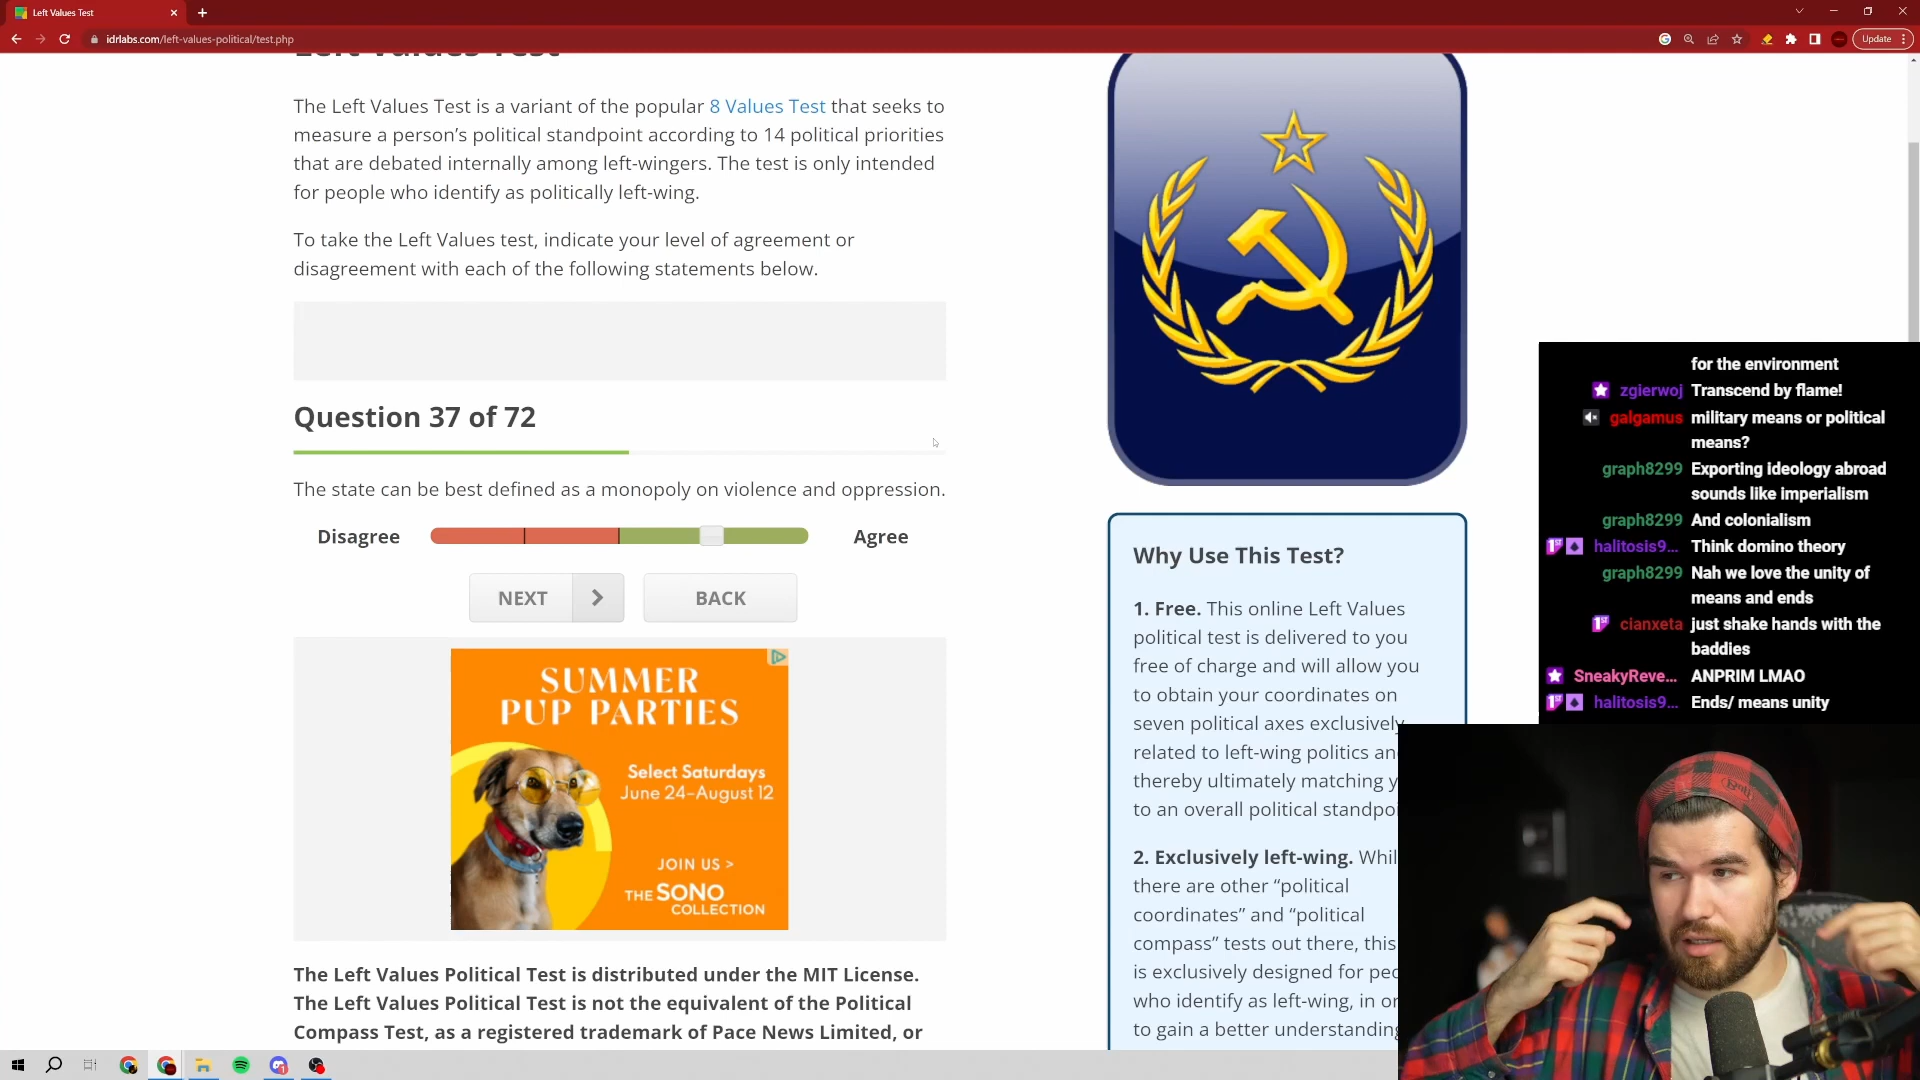 Left Values Test
idrlabs.com/left-values-political/test.php
Update
Left Values Test
The Left Values Test is a variant of the popular 8 Values Test that seeks to
measure a person's political standpoint according to 14 political priorities
that are debated internally among left-wingers. The test is only intended
for people who identify as politically left-wing.
To take the Left Values test, indicate your level of agreement or
disagreement with each of the following statements below.
Question 37 of 72
The state can be best defined as a monopoly on violence and oppression.
Disagree
Agree
NEXT
BACK
SUMMER
PUP PARTIES
Select Saturdays
June 24–August 12
JOIN US >
THE SONO
COLLECTION
The Left Values Political Test is distributed under the MIT License.
The Left Values Political Test is not the equivalent of the Political
Compass Test, as a registered trademark of Pace News Limited, or
Why Use This Test?
1. Free. This online Left Values
political test is delivered to you
free of charge and will allow you
to obtain your coordinates on
seven political axes exclusively
related to left-wing politics an
thereby ultimately matching y
to an overall political standpo
2. Exclusively left-wing. Whil
there are other “political
coordinates” and “political
compass” tests out there, this
is exclusively designed for pec
who identify as left-wing, in or
to gain a better understanding
for the environment
zgierwoj Transcend by flame!
galgamus military means or political
means?
graph8299 Exporting ideology abroad
sounds like imperialism
graph8299 And colonialism
halitosis9... Think domino theory
graph8299 Nah we love the unity of
means and ends
cianxeta just shake hands with the
baddies
SneakyReve... ANPRIM LMAO
halitosis9... Ends/ means unity